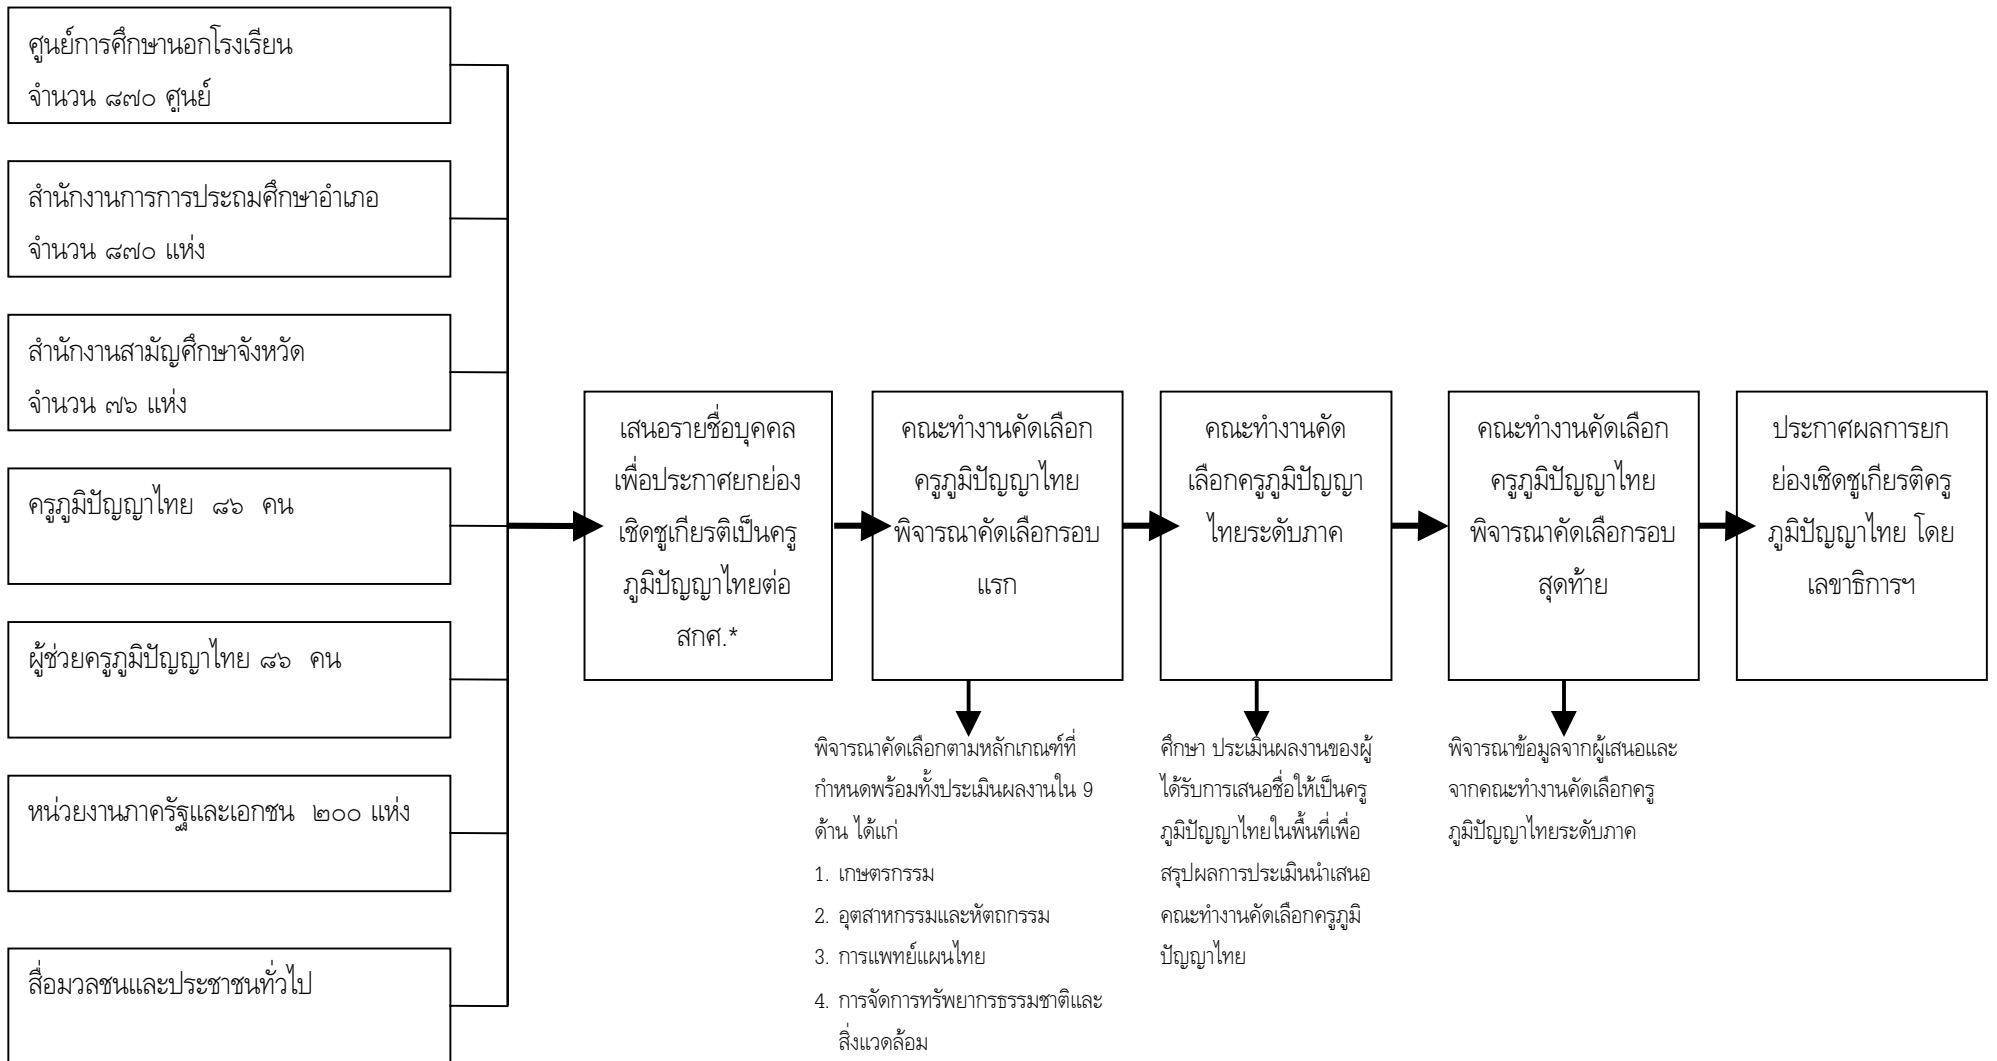 ศูนย์การศึกษานอกโรงเรียน
จำนวน ๘๗๐ ศูนย์
สำนักงานการการประถมศึกษาอำเภอ
จำนวน ๘๗๐ แห่ง
สำนักงานสามัญศึกษาจังหวัด
จำนวน ๗๖ แห่ง
ครูภูมิปัญญาไทย ๘๖ คน
ผู้ช่วยครูภูมิปัญญาไทย ๘๖ คน
หน่วยงานภาครัฐและเอกชน ๒๐๐ แห่ง
สื่อมวลชนและประชาชนทั่วไป
เสนอรายชื่อบุคคล
เพื่อประกาศยกย่อง
เชิดชูเกียรติเป็นครู
ภูมิปัญญาไทยต่อ
สกศ.*
คณะทำงานคัดเลือก
ครูภูมิปัญญาไทย
พิจารณาคัดเลือกรอบ
แรก
คณะทำงานคัด
เลือกครูภูมิปัญญา
ไทยระดับภาค
คณะทำงานคัดเลือก
ครูภูมิปัญญาไทย
พิจารณาคัดเลือกรอบ
สุดท้าย
ประกาศผลการยก
ย่องเชิดชูเกียรติครู
ภูมิปัญญาไทย โดย
เลขาธิการฯ
พิจารณาคัดเลือกตามหลักเกณฑ์ที่
กำหนดพร้อมทั้งประเมินผลงานใน 9
ด้าน ได้แก่
1. เกษตรกรรม
2. อุตสาหกรรมและหัตถกรรม
3. การแพทย์แผนไทย
4. การจัดการทรัพยากรธรรมชาติและ
สิ่งแวดล้อม
ศึกษา ประเมินผลงานของผู้
ได้รับการเสนอชื่อให้เป็นครู
ภูมิปัญญาไทยในพื้นที่เพื่อ
สรุปผลการประเมินนำเสนอ
คณะทำงานคัดเลือกครูภูมิ
ปัญญาไทย
พิจารณาข้อมูลจากผู้เสนอและ
จากคณะทำงานคัดเลือกครู
ภูมิปัญญาไทยระดับภาค